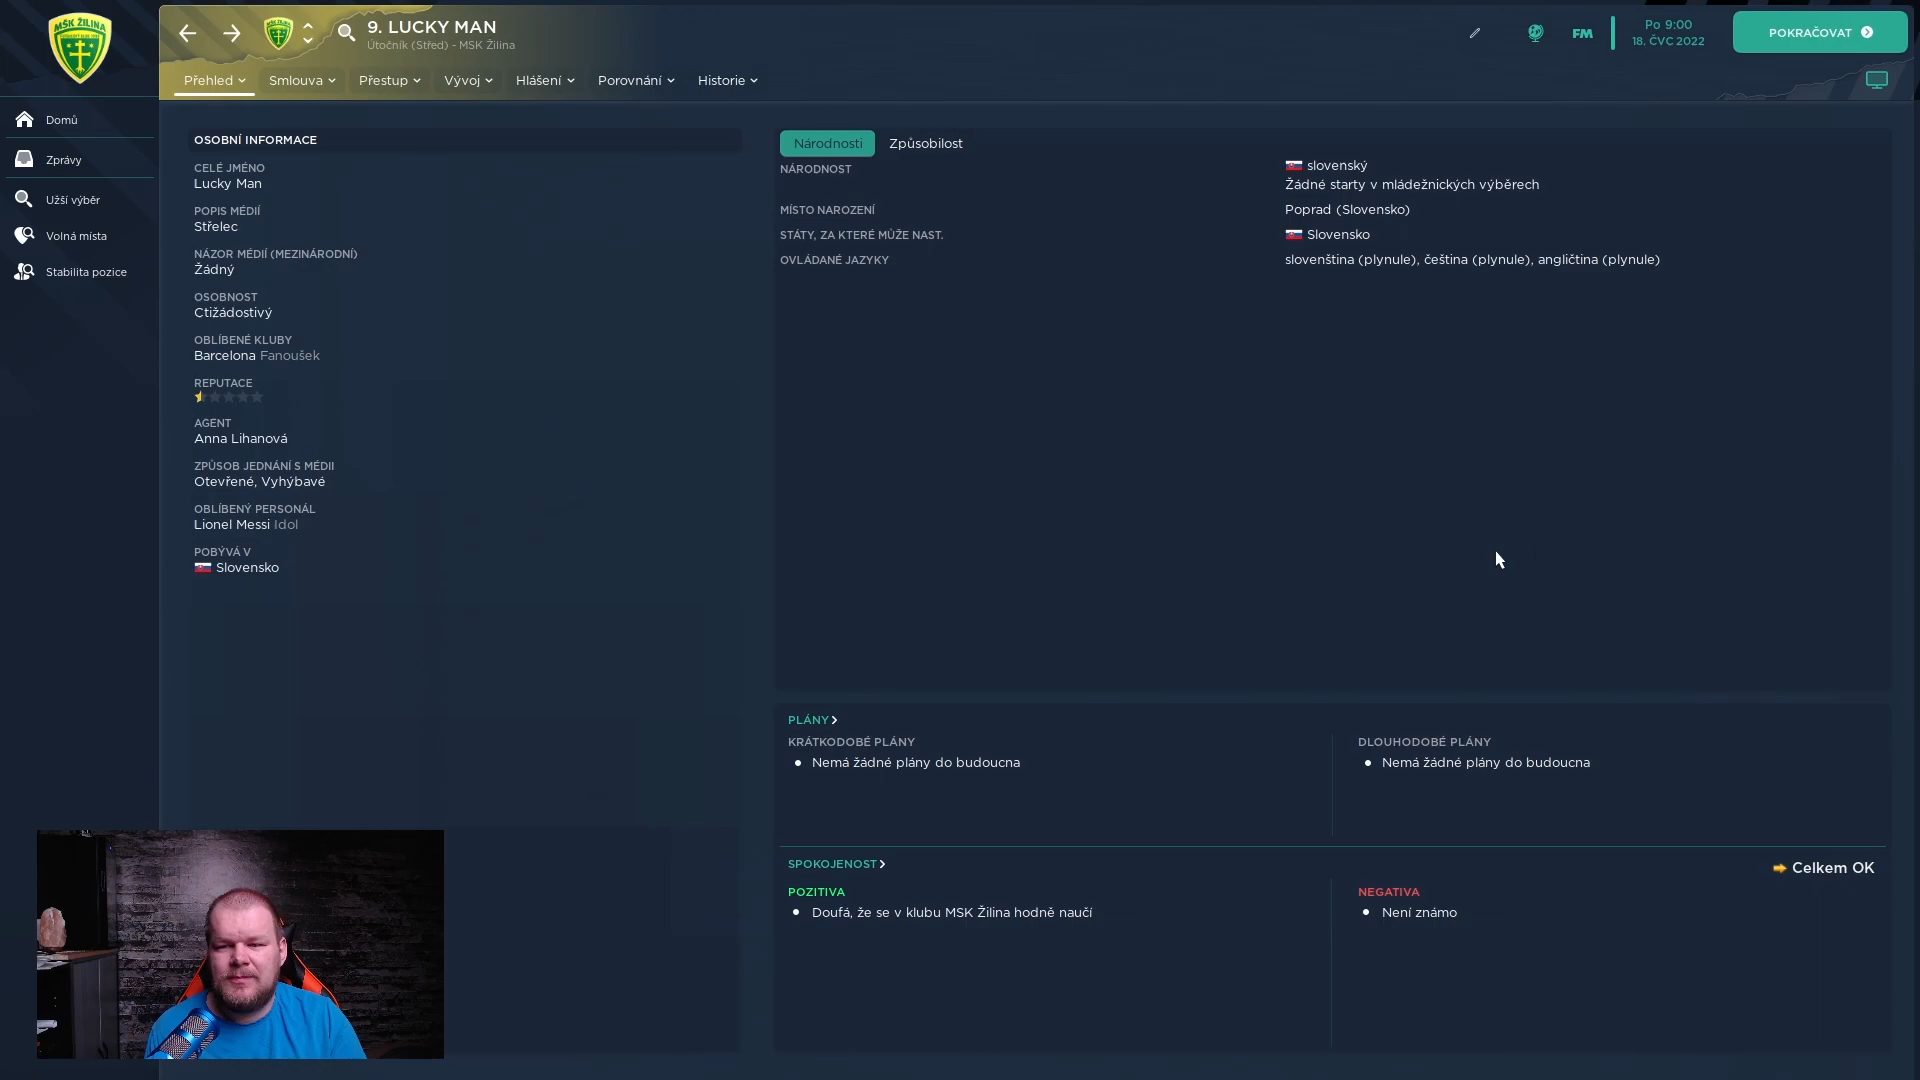 MŠK ŽILINA
9. LUCKY MAN
Útočník (Střed) - MSK Žilina
FM
Po 9:00
18. ČVC 2022
POKRAČOVAT
Přehled
Smlouva
Přestup
Vývoj
Hlášení
Porovnání
Historie
Domů
Zprávy
Užší výběr
Volná místa
Stabilita pozice
OSOBNÍ INFORMACE
CELÉ JMÉNO
Lucky Man
POPIS MÉDIÍ
Střelec
NÁZOR MÉDIÍ (MEZINÁRODNÍ)
Žádný
OSOBNOST
Ctižádostivý
OBLÍBENÉ KLUBY
Barcelona Fanoušek
REPUTACE
AGENT
Anna Lihanová
ZPŮSOB JEDNÁNÍ S MÉDII
Otevřené, Vyhýbavé
OBLÍBENÝ PERSONÁL
Lionel Messi Idol
POBÝVÁ V
Slovensko
Národnosti
Způsobilost
NÁRODNOST
slovenský
Žádné starty v mládežnických výběrech
MÍSTO NAROZENÍ
Poprad (Slovensko)
STÁTY, ZA KTERÉ MŮŽE NAST.
Slovensko
OVLÁDANÉ JAZYKY
slovenština (plynule), čeština (plynule), angličtina (plynule)
PLÁNY
KRÁTKODOBÉ PLÁNY
Nemá žádné plány do budoucna
DLOUHODOBÉ PLÁNY
Nemá žádné plány do budoucna
SPOKOJENOST
Celkem OK
POZITIVA
Doufá, že se v klubu MSK Žilina hodně naučí
NEGATIVA
Není známo